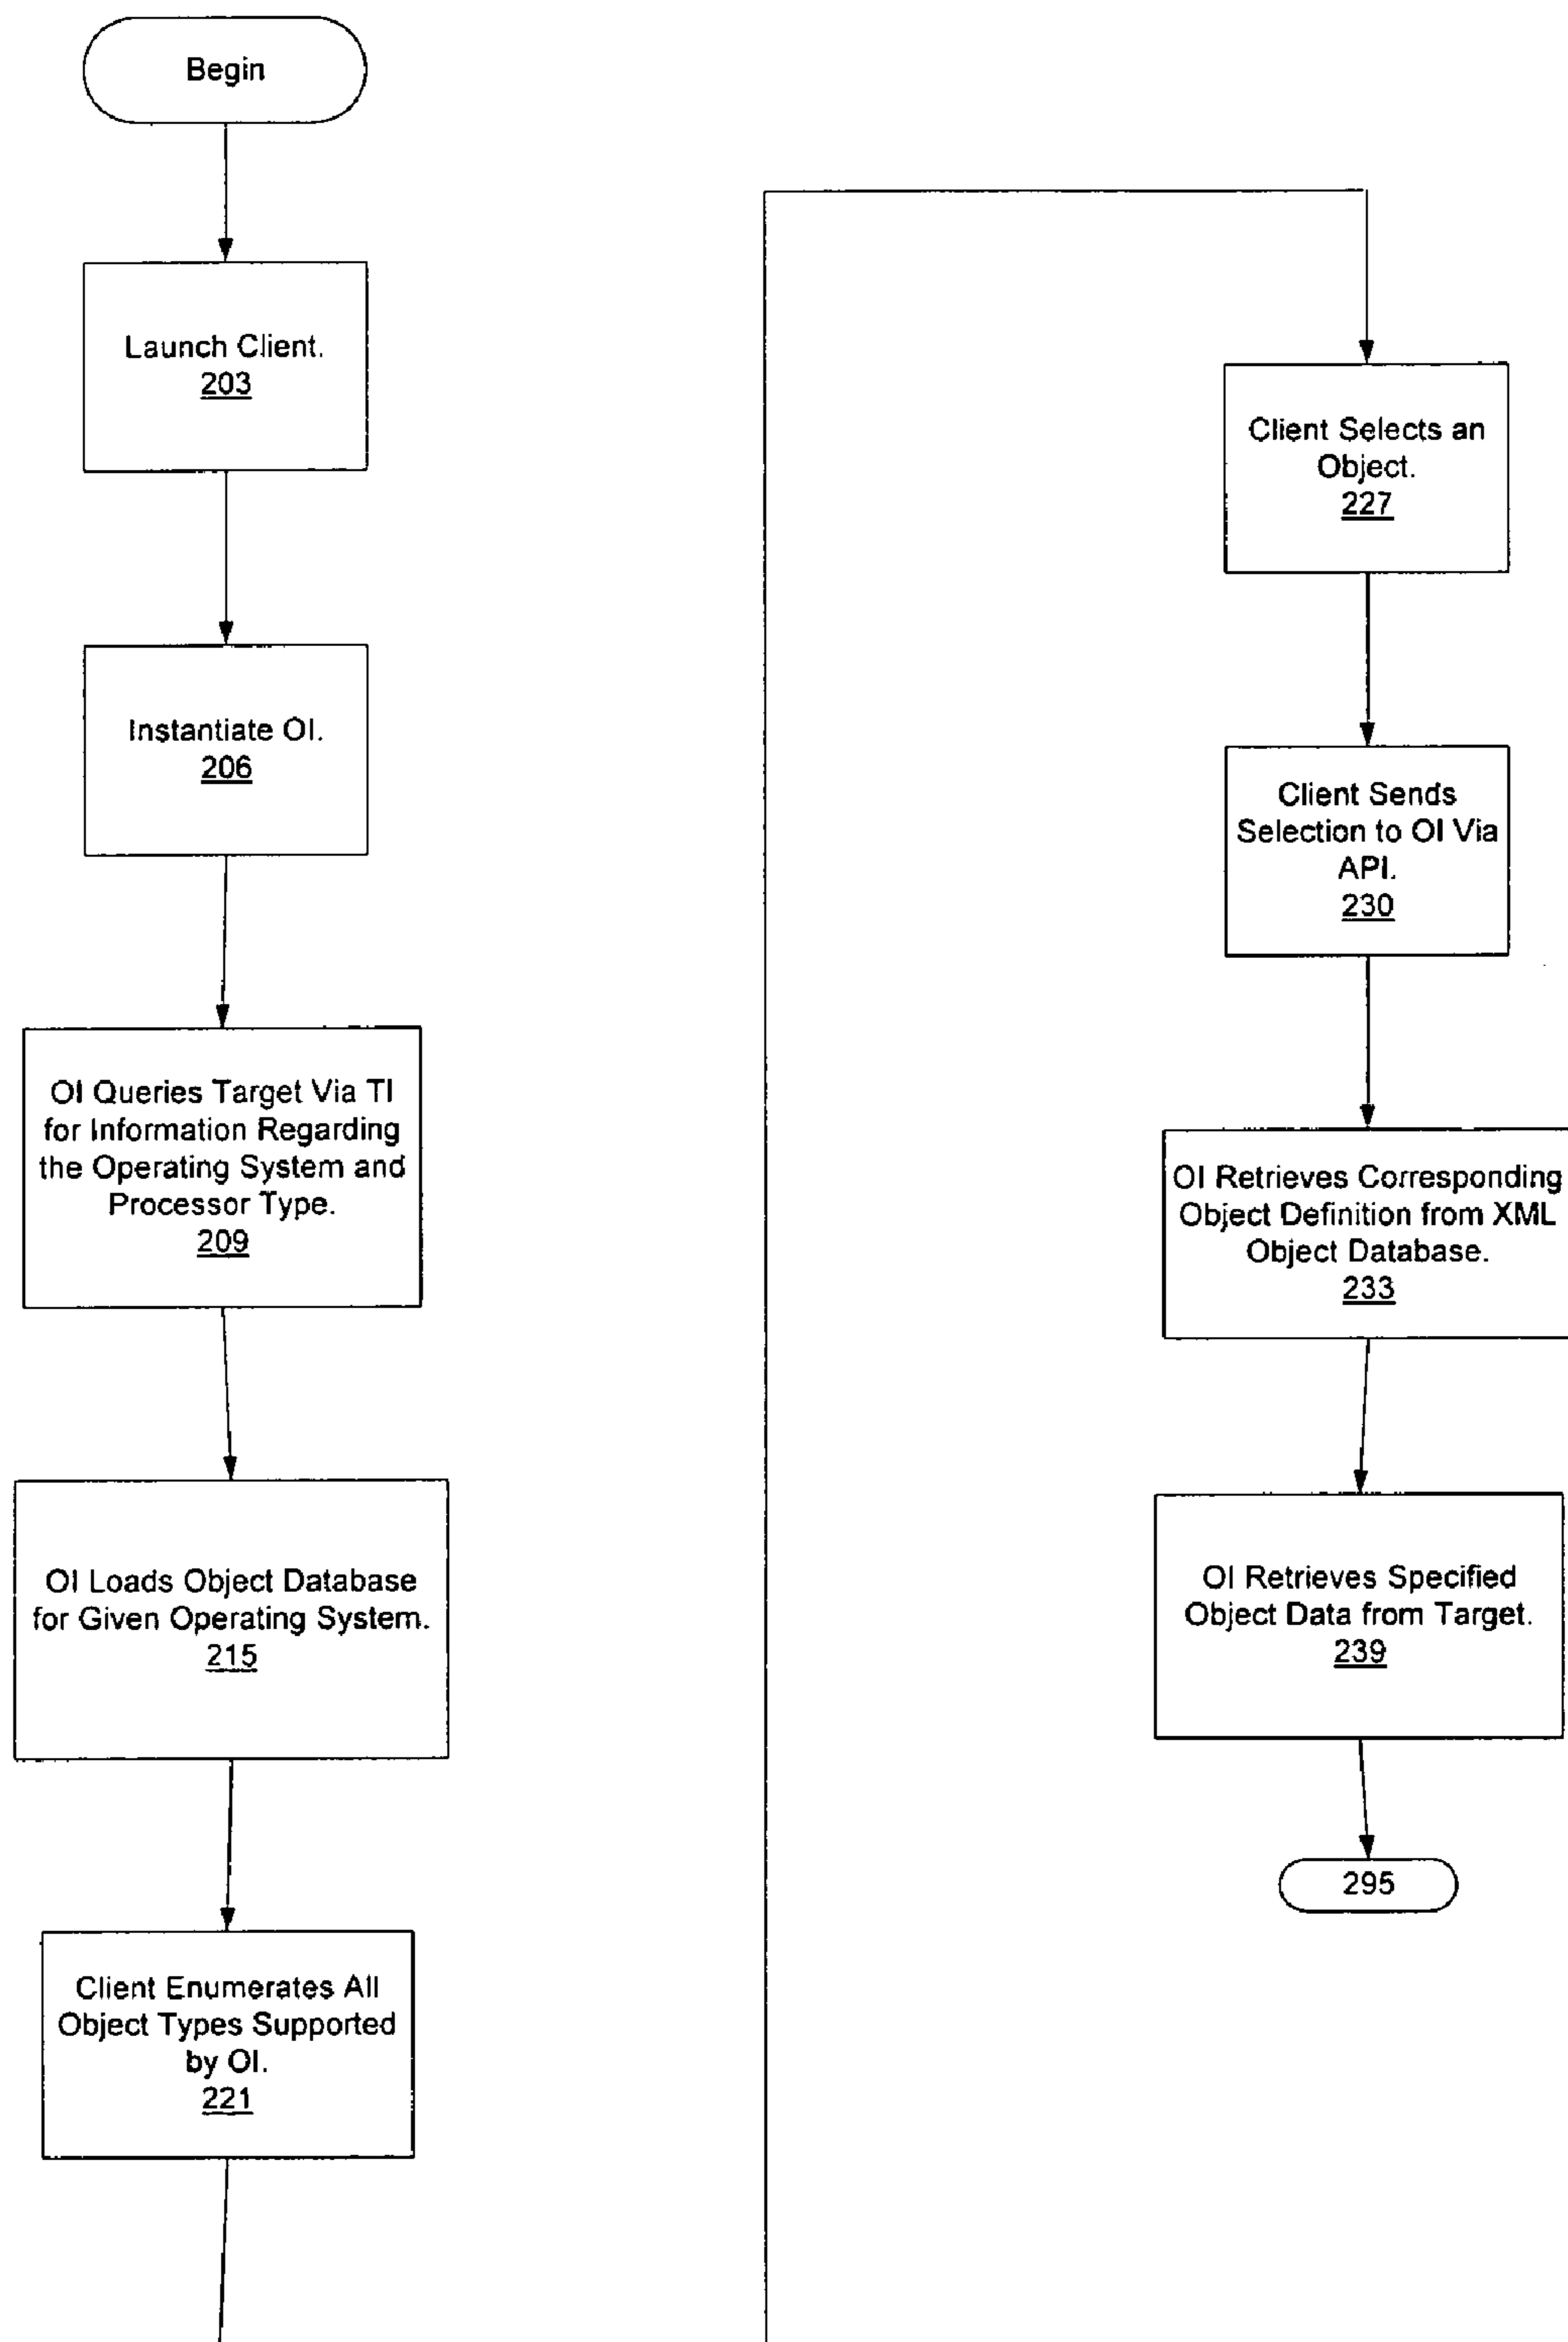 Begin
Launch Client.
203
Instantiate OI.
206
OI Queries Target Via TI
for Information Regarding
the Operating System and
Processor Type.
209
OI Loads Object Database
for Given Operating System.
215
Client Enumerates All
Object Types Supported
by OI.
221
Client Selects an
Object.
227
Client Sends
Selection to OI Via
API.
230
OI Retrieves Corresponding
Object Definition from XML
Object Database.
233
OI Retrieves Specified
Object Data from Target.
239
295